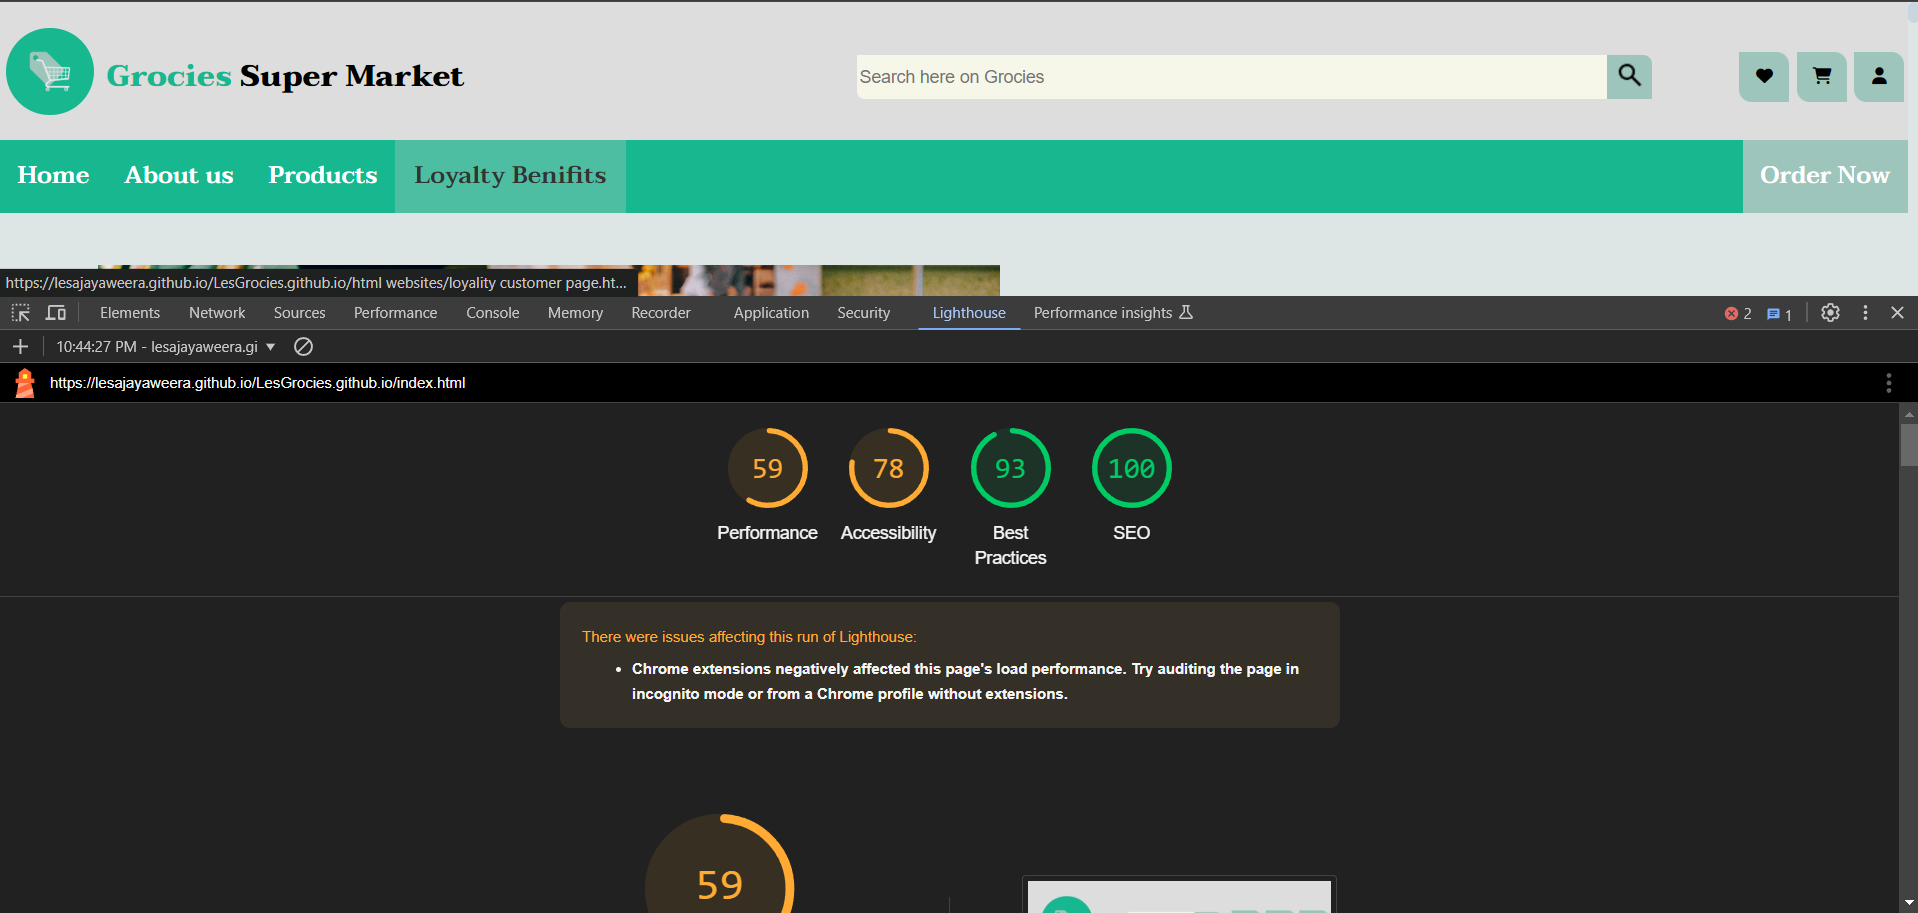 Grocies Super Market
Search here on Grocies
Home About us Products Loyalty Benifits Order Now
https://lesajayaweera.github.io/LesGrocies.github.io/html websites/loyality customer page.ht...
Elements Network Sources Performance Console Memory Recorder Application Security Lighthouse Performance insights 2 1
10:44:27 PM - lesajayaweera.gi
https://lesajayaweera.github.io/LesGrocies.github.io/index.html
59 78 93 100
Performance Accessibility Best Practices SEO
There were issues affecting this run of Lighthouse:
• Chrome extensions negatively affected this page's load performance. Try auditing the page in
incognito mode or from a Chrome profile without extensions.
59